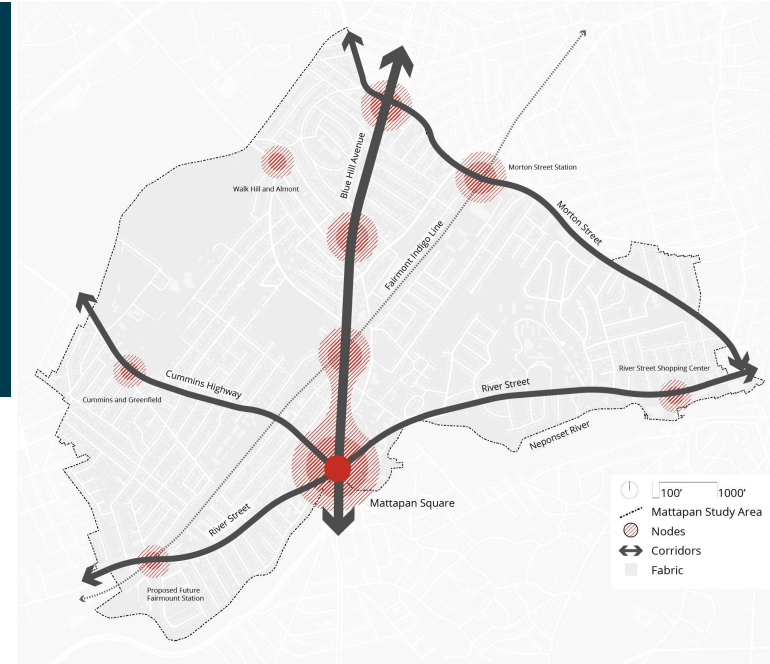 Morton Street Station
Walk Hill and Almont
Blue Hill Avenue
Morton Street
Fairmont Indigo Line
River Street Shopping Center
Cummins Highway
Cummins and Greenfield
River Street
Neponset River
Mattapan Square
River Street
Proposed Future
Fairmount Station
100' 1000'
Mattapan Study Area
Nodes
Corridors
Fabric